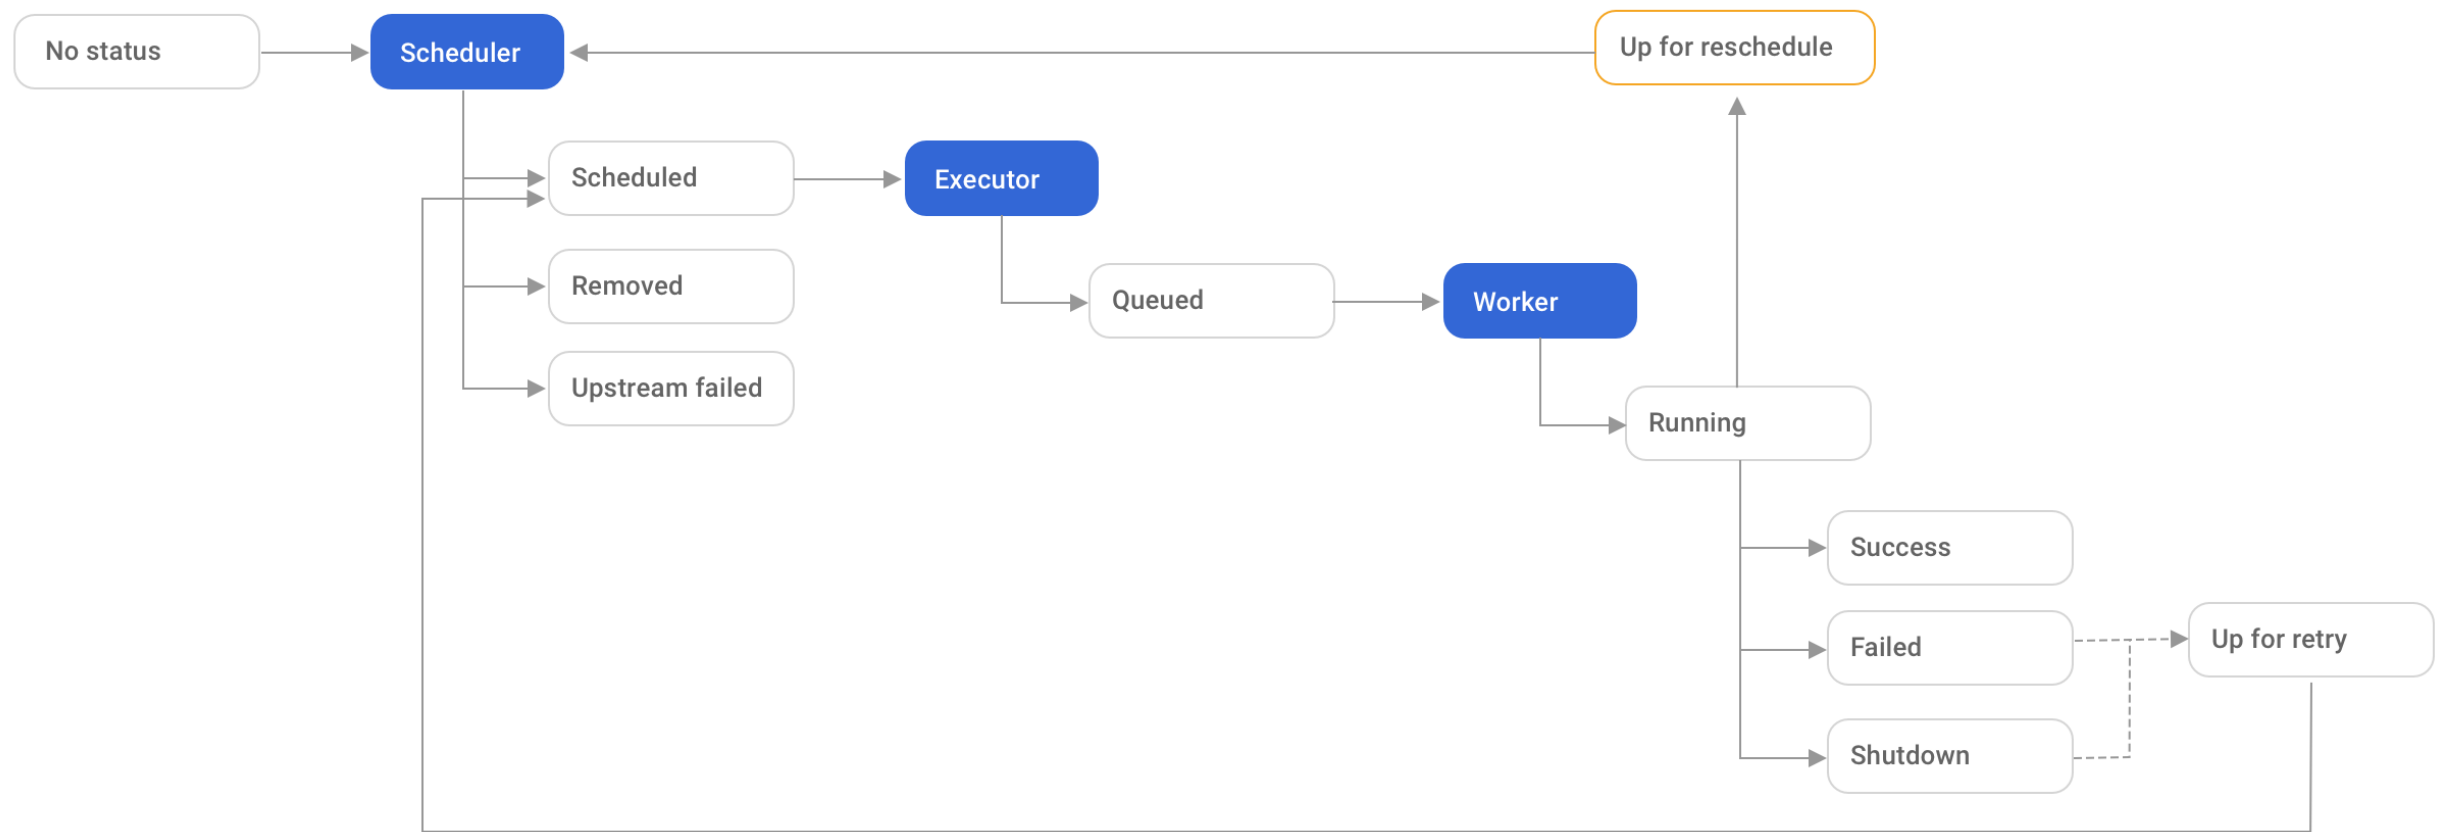 No status
Scheduler
Up for reschedule
Scheduled
Executor
Removed
Queued
Worker
Upstream failed
Running
Success
Failed
Up for retry
Shutdown